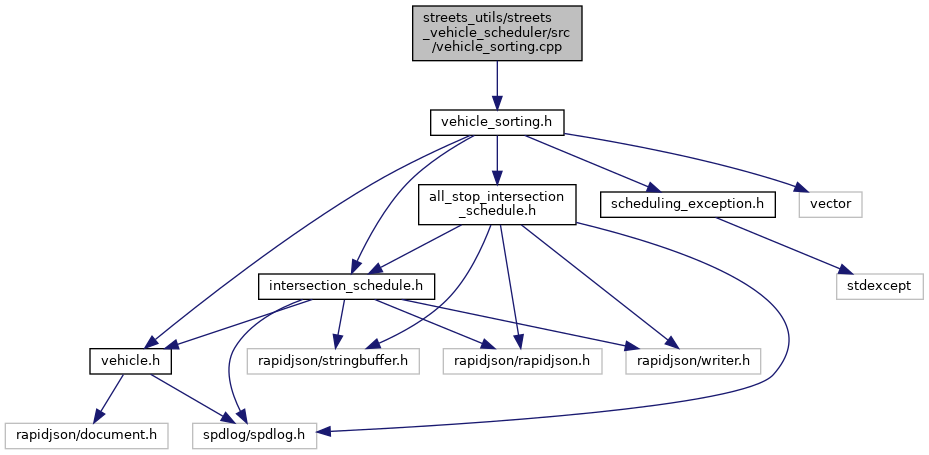 streets_utils/streets
_vehicle_scheduler/src
/vehicle_sorting.cpp
vehicle_sorting.h
all_stop_intersection
_schedule.h
scheduling_exception.h
vector
intersection_schedule.h
stdexcept
vehicle.h
rapidjson/stringbuffer.h
rapidjson/rapidjson.h
rapidjson/writer.h
rapidjson/document.h
spdlog/spdlog.h